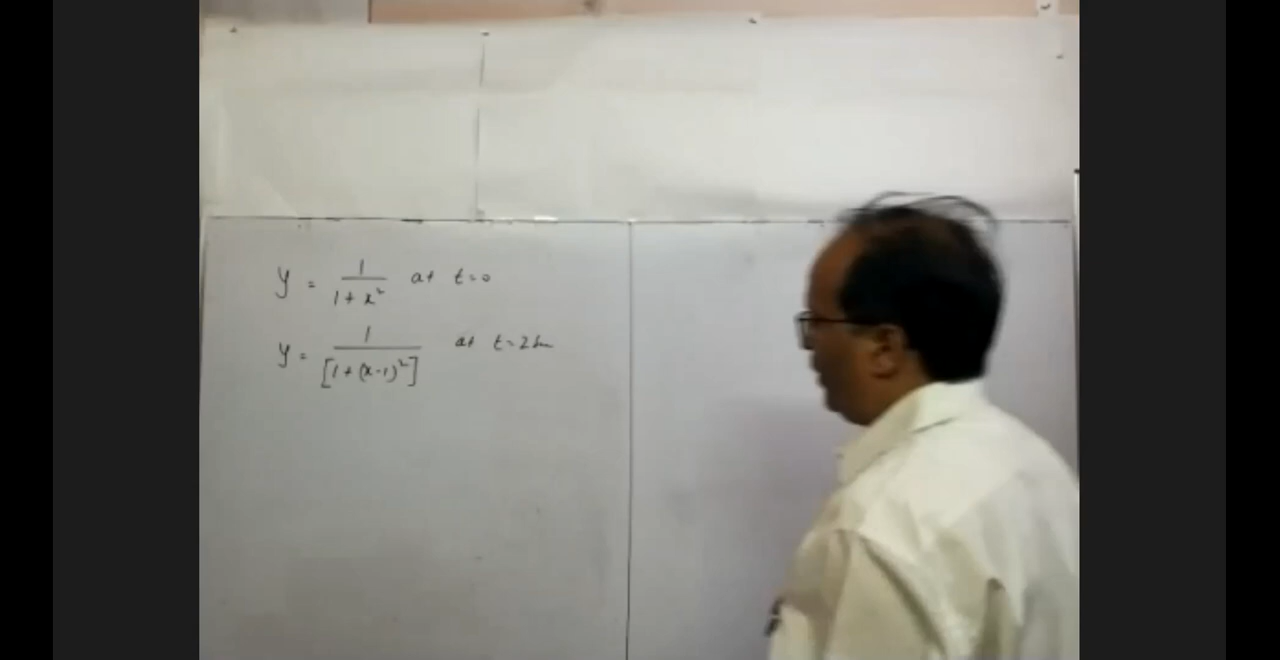 y = 1/(1+x²) at t=0
y = 1/[1+(x-1)²] at t=2